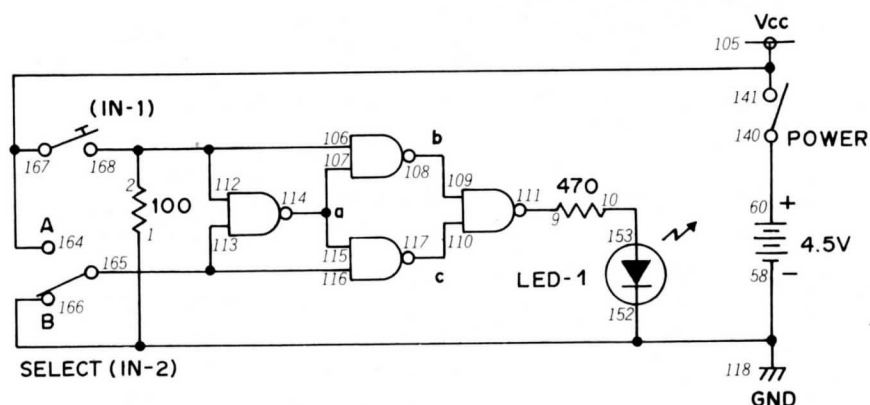 Vcc
105
(IN-1)
141
167
168
106
107
b
108
140
POWER
2
100
1
112
113
114
a
109
110
111
470
9
10
60
+
4.5V
58
−
A
164
165
166
B
115
116
117
c
153
LED-1
152
SELECT (IN-2)
118
GND